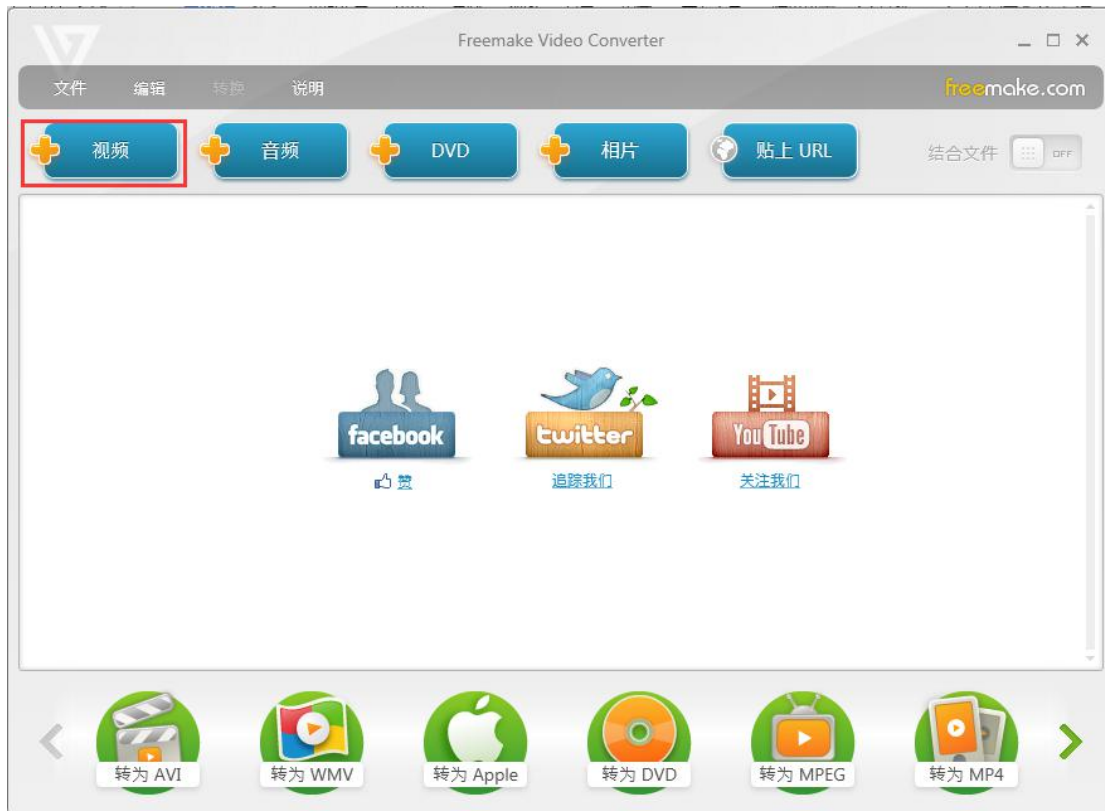 Freemake Video Converter
文件 编辑 转换 说明 freemake.com
视频 音频 DVD 相片 贴上 URL 结合文件 OFF
facebook twitter YouTube
赞 追踪我们 关注我们
转为 AVI 转为 WMV 转为 Apple 转为 DVD 转为 MPEG 转为 MP4